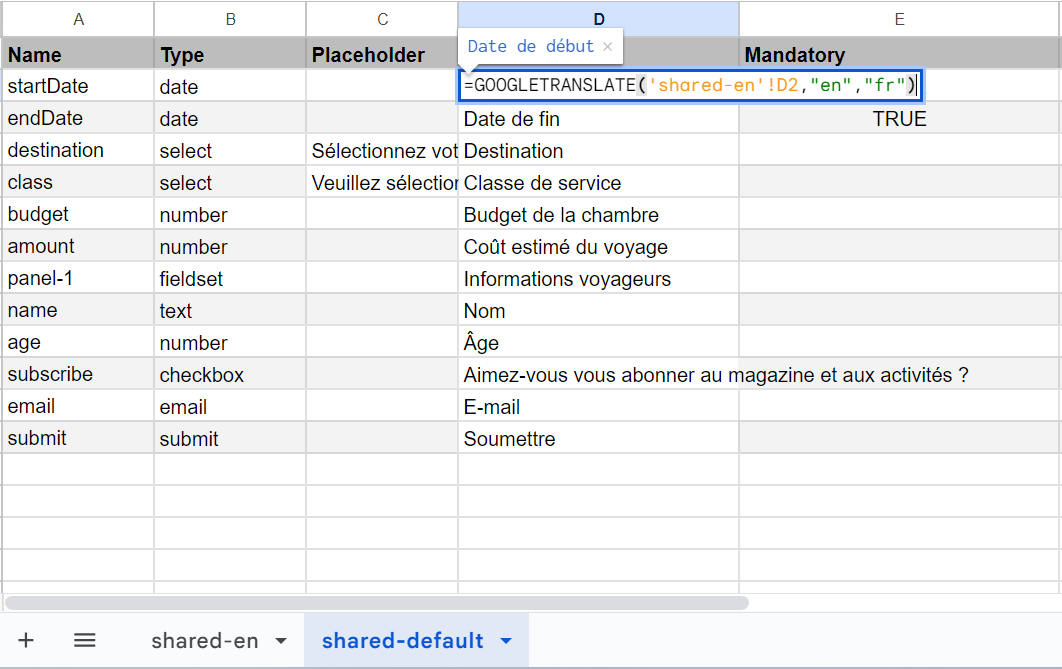 A B C D E
Date de début ×
Name Type Placeholder Mandatory
startDate date =GOOGLETRANSLATE('shared-en'!D2,"en","fr")
endDate date Date de fin TRUE
destination select Sélectionnez vot Destination
class select Veuillez sélection Classe de service
budget number Budget de la chambre
amount number Coût estimé du voyage
panel-1 fieldset Informations voyageurs
name text Nom
age number Âge
subscribe checkbox Aimez-vous vous abonner au magazine et aux activités ?
email email E-mail
submit submit Soumettre
+ shared-en shared-default